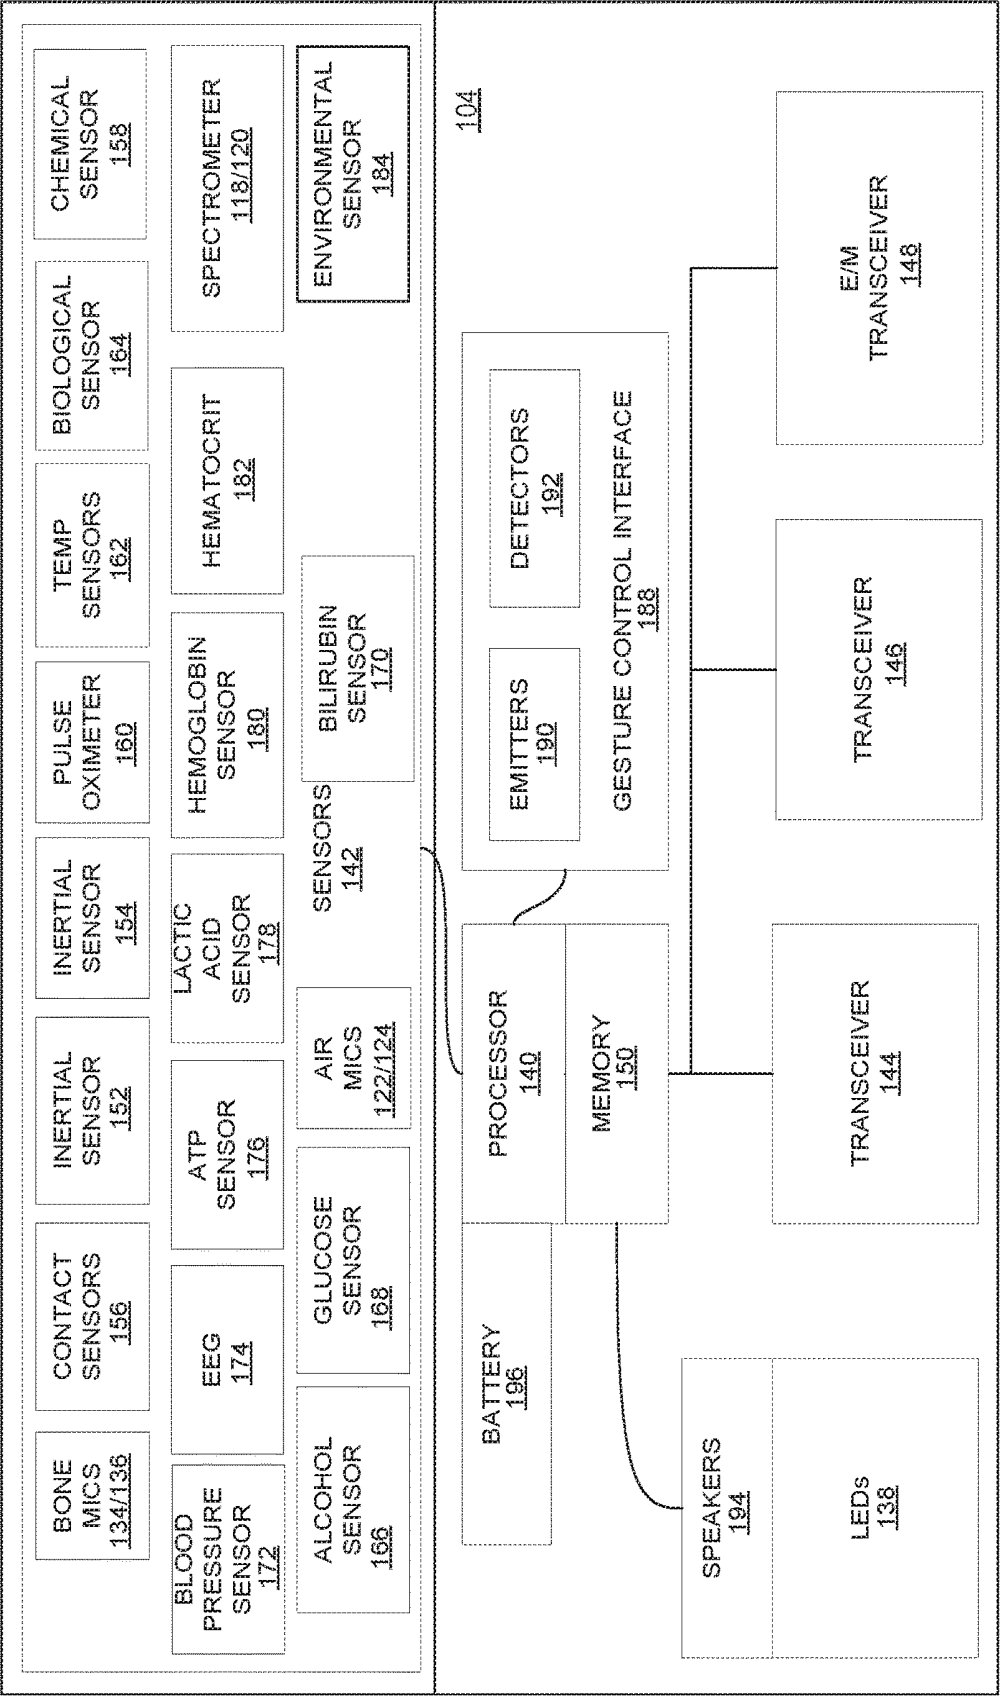 BONE
MICS
134/136
CONTACT
SENSORS
156
INERTIAL
SENSOR
152
INERTIAL
SENSOR
154
PULSE
OXIMETER
160
TEMP
SENSORS
162
BIOLOGICAL
SENSOR
164
CHEMICAL
SENSOR
158
BLOOD
PRESSURE
SENSOR
172
EEG
174
ATP
SENSOR
176
LACTIC
ACID
SENSOR
178
HEMOGLOBIN
SENSOR
180
HEMATOCRIT
182
SPECTROMETER
118/120
ALCOHOL
SENSOR
166
GLUCOSE
SENSOR
168
AIR
MICS
122/124
SENSORS
142
BILIRUBIN
SENSOR
170
ENVIRONMENTAL
SENSOR
184
104
BATTERY
196
PROCESSOR
140
MEMORY
150
EMITTERS
190
DETECTORS
192
GESTURE CONTROL INTERFACE
188
SPEAKERS
194
LEDs
138
TRANSCEIVER
144
TRANSCEIVER
146
E/M
TRANSCEIVER
148